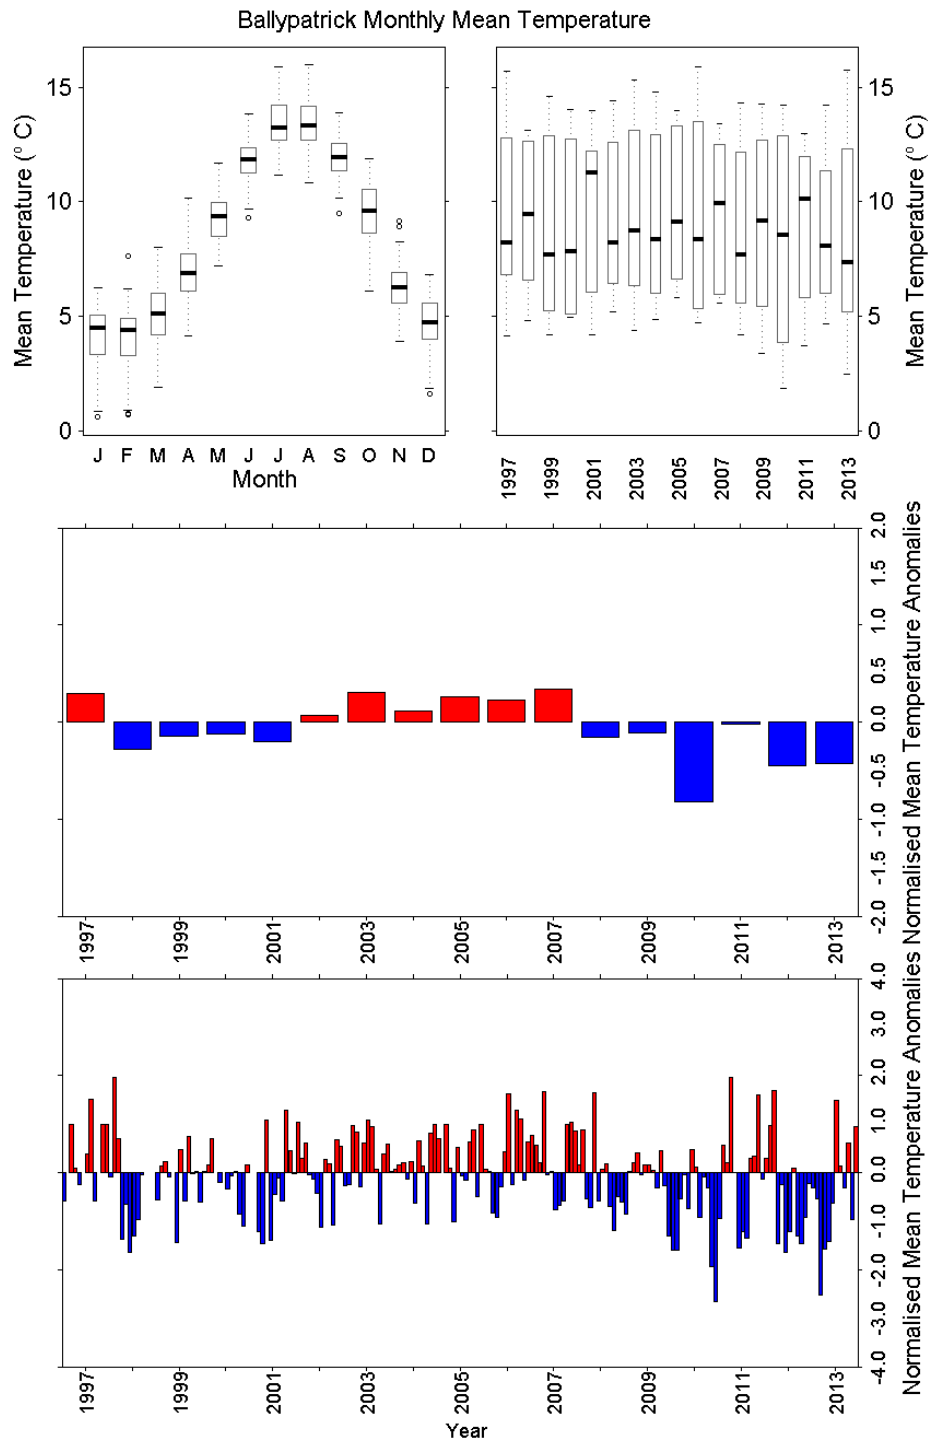 Ballypatrick Monthly Mean Temperature
Mean Temperature (° C)
15
10
5
0
J F M A M J J A S O N D
Month
15
10
5
0
Mean Temperature (° C)
1997 1999 2001 2003 2005 2007 2009 2011 2013
2.0
1.5
1.0
0.5
0.0
-0.5
-1.0
-1.5
-2.0
Normalised Mean Temperature Anomalies
1997 1999 2001 2003 2005 2007 2009 2011 2013
4.0
3.0
2.0
1.0
0.0
-1.0
-2.0
-3.0
-4.0
Normalised Mean Temperature Anomalies
1997 1999 2001 2003 2005 2007 2009 2011 2013
Year